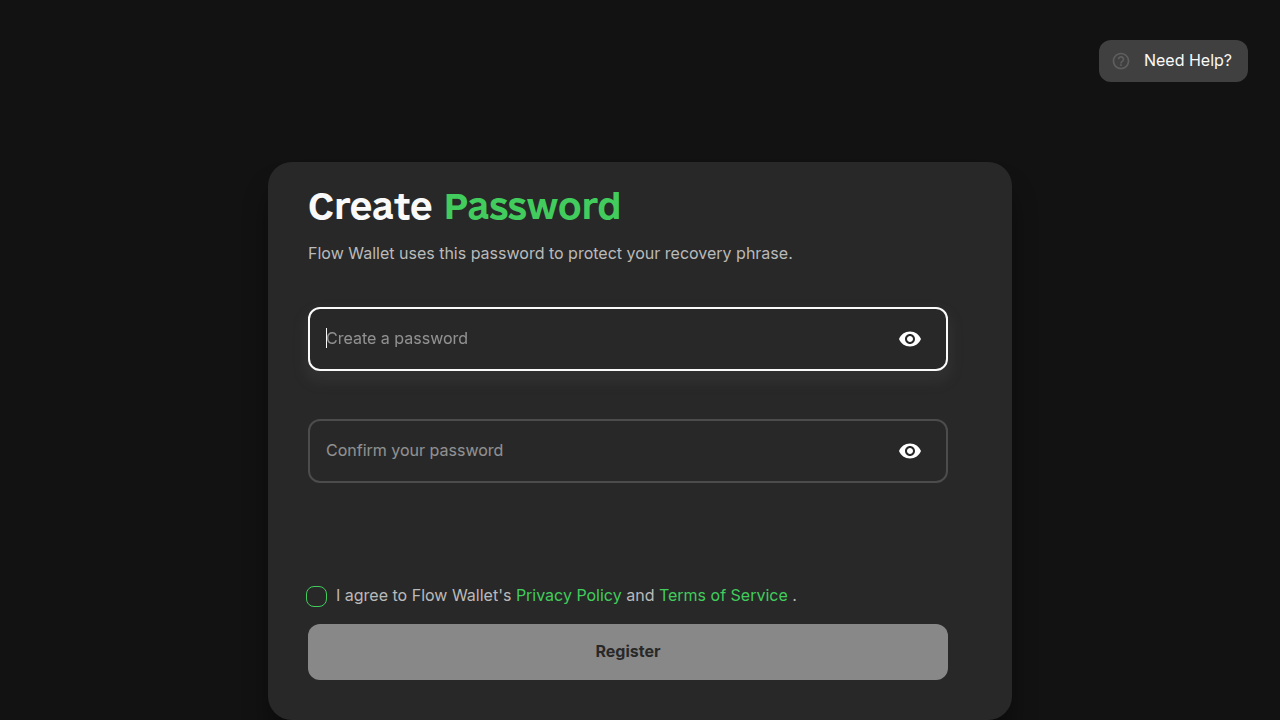 Need Help?
Create Password
Flow Wallet uses this password to protect your recovery phrase.
Create a password
Confirm your password
I agree to Flow Wallet's Privacy Policy and Terms of Service .
Register